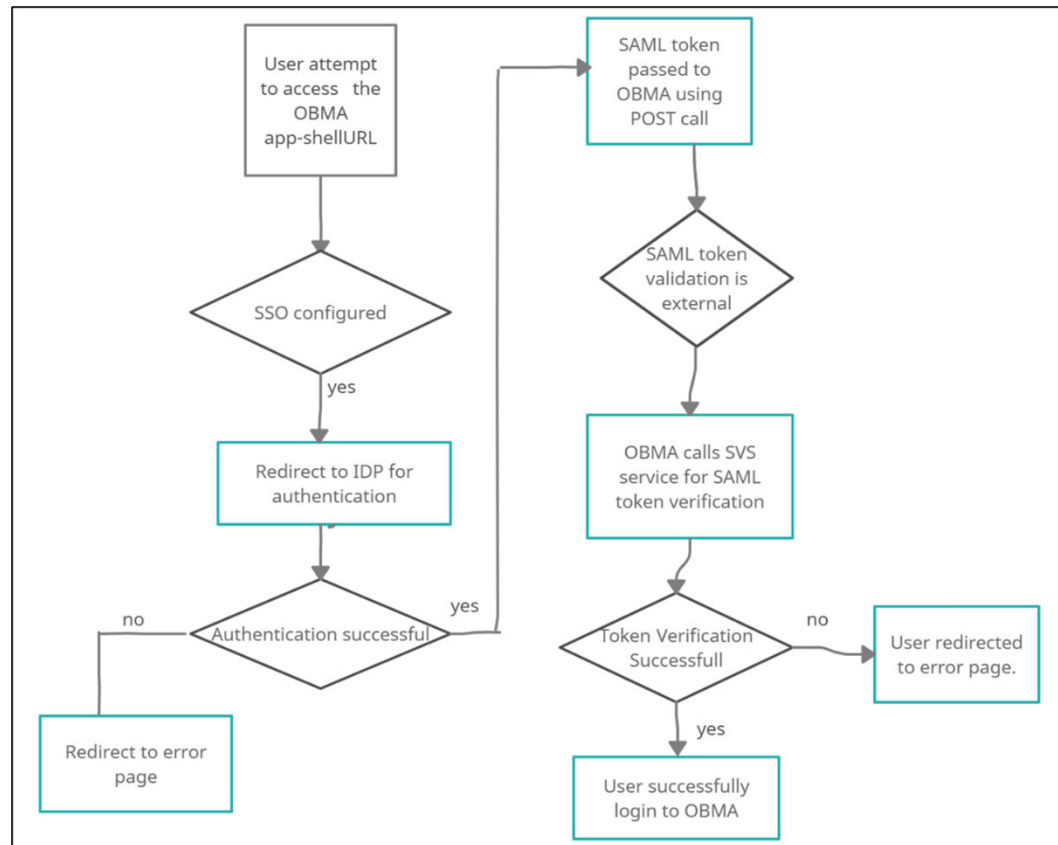 User attempt
to access the
OBMA
app-shellURL
SSO configured
yes
Redirect to IDP for
authentication
Authentication successful
no
yes
Redirect to error
page
SAML token
passed to
OBMA using
POST call
SAML token
validation is
external
OBMA calls SVS
service for SAML
token verification
Token Verification
Successfull
no
User redirected
to error page.
yes
User successfully
login to OBMA